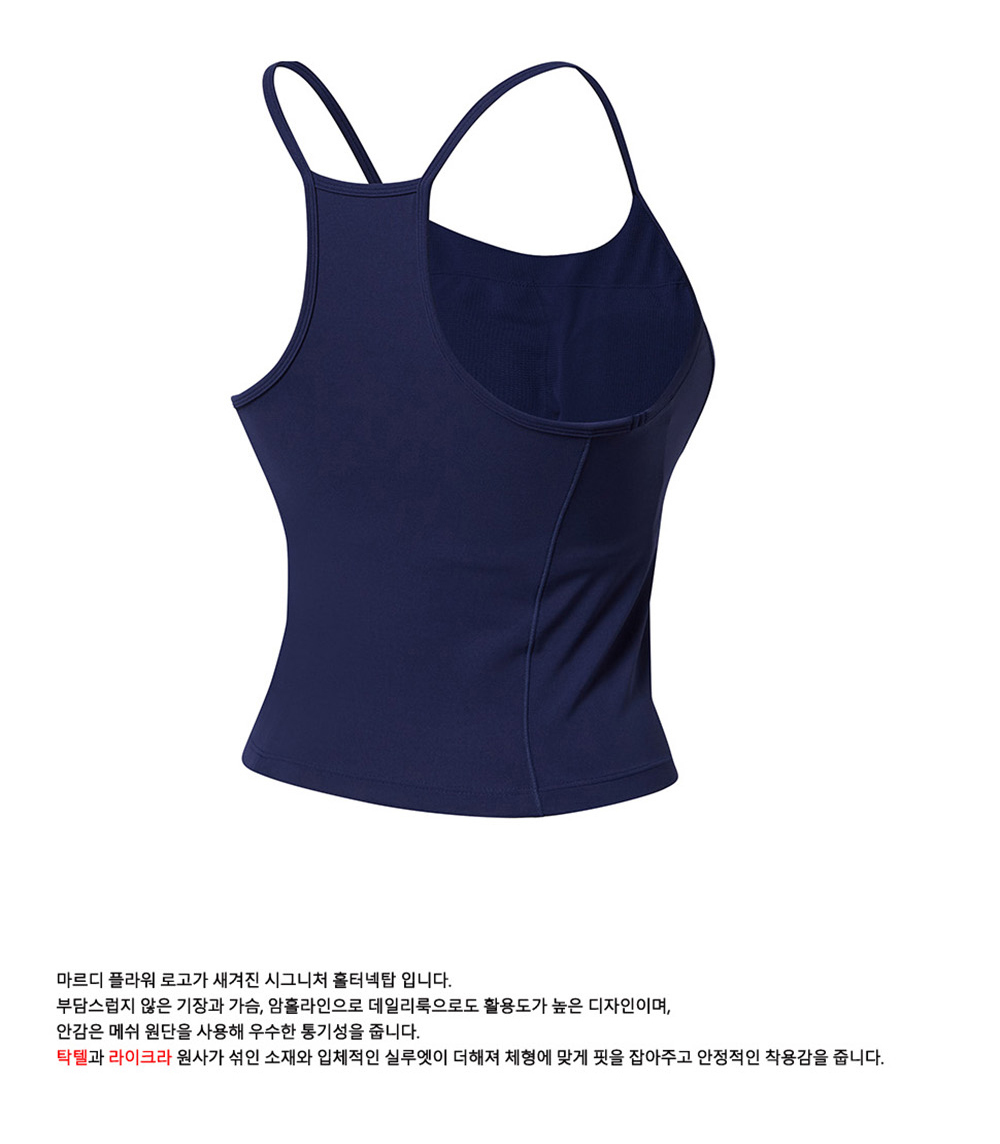 마르디 플라워 로고가 새겨진 시그니처 홀터넥탑 입니다.
부담스럽지 않은 기장과 가슴, 암홀라인으로 데일리룩으로도 활용도가 높은 디자인이며,
안감은 메쉬 원단을 사용해 우수한 통기성을 줍니다.
탁텔과 라이크라 원사가 섞인 소재와 입체적인 실루엣이 더해져 체형에 맞게 핏을 잡아주고 안정적인 착용감을 줍니다.